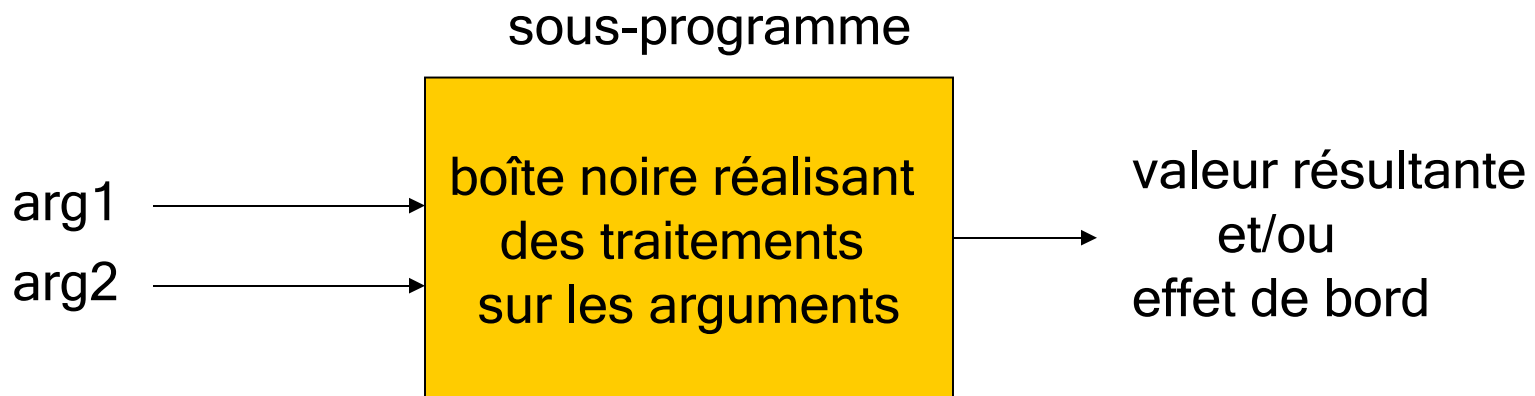 sous-programme
arg1
arg2
boîte noire réalisant
des traitements
sur les arguments
valeur résultante
et/ou
effet de bord